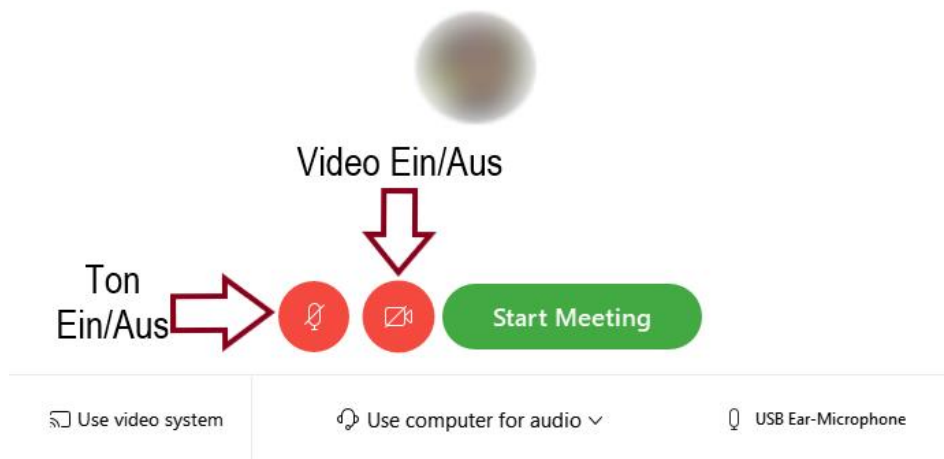 Video Ein/Aus
Ton
Ein/Aus
Start Meeting
Use video system
Use computer for audio
USB Ear-Microphone